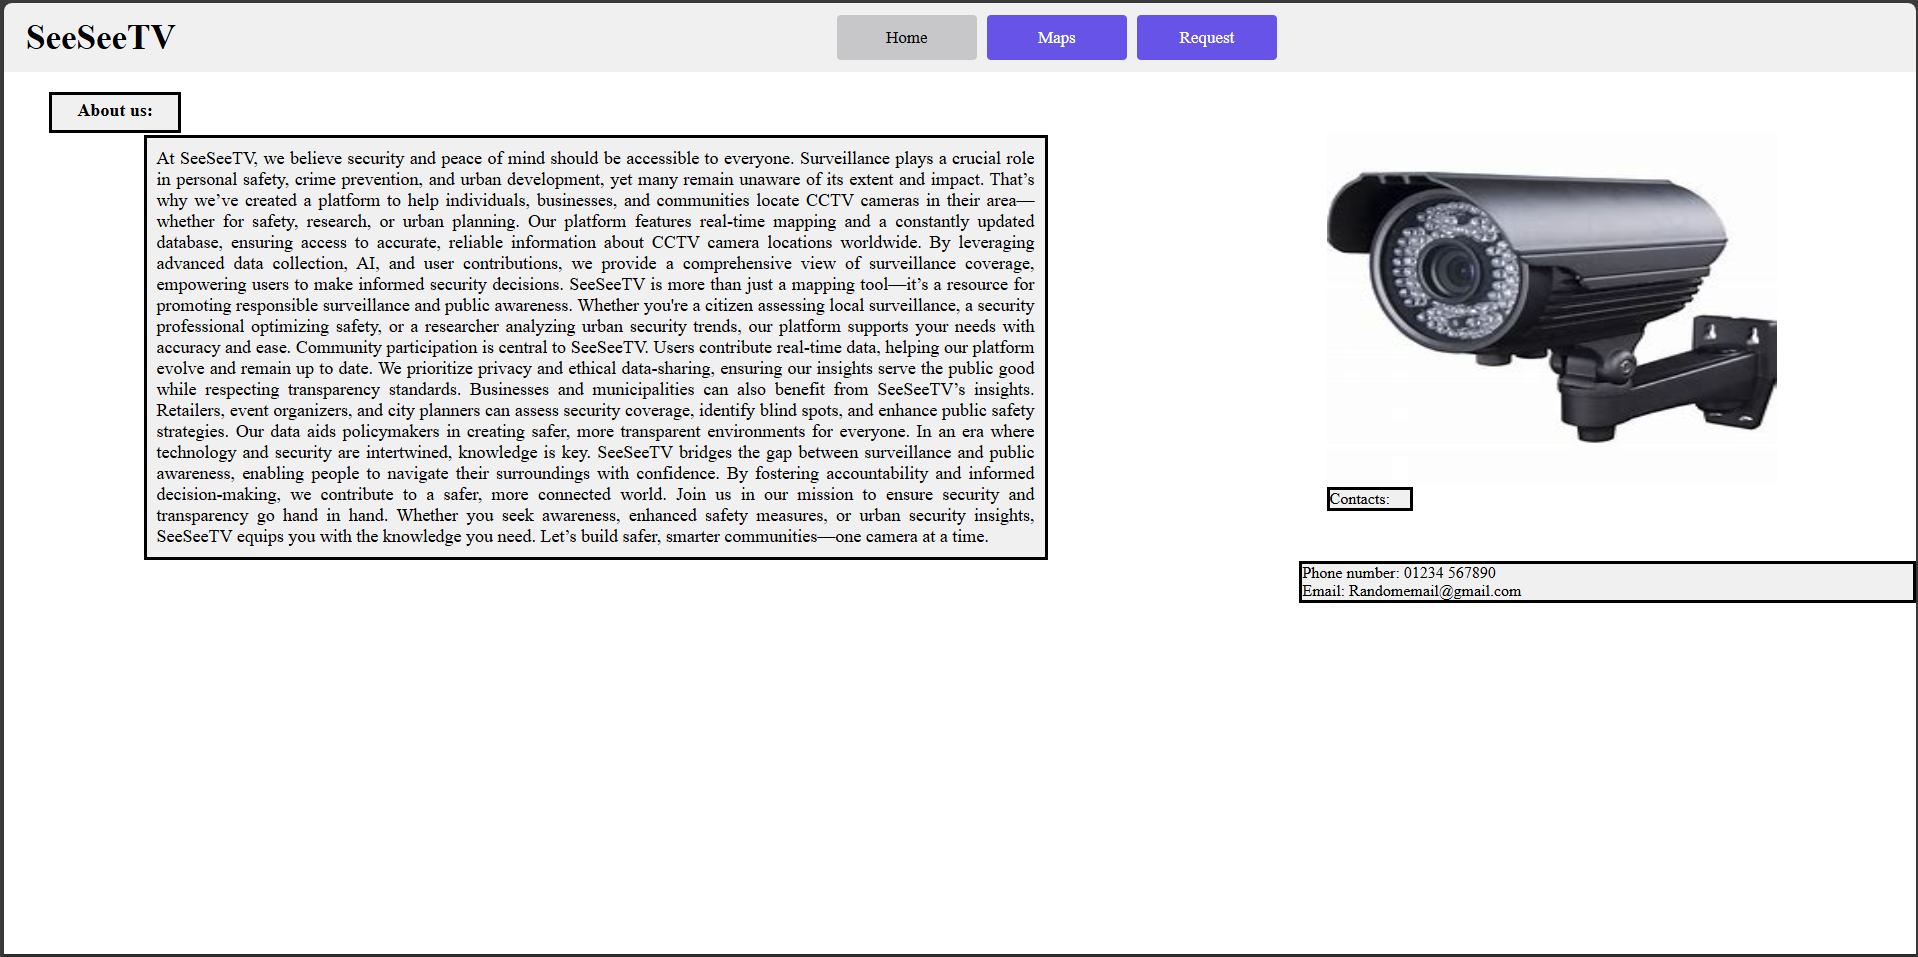 SeeSeeTV
Home
Maps
Request
About us:
At SeeSeeTV, we believe security and peace of mind should be accessible to everyone. Surveillance plays a crucial role
in personal safety, crime prevention, and urban development, yet many remain unaware of its extent and impact. That’s
why we’ve created a platform to help individuals, businesses, and communities locate CCTV cameras in their area—
whether for safety, research, or urban planning. Our platform features real-time mapping and a constantly updated
database, ensuring access to accurate, reliable information about CCTV camera locations worldwide. By leveraging
advanced data collection, AI, and user contributions, we provide a comprehensive view of surveillance coverage,
empowering users to make informed security decisions. SeeSeeTV is more than just a mapping tool—it’s a resource for
promoting responsible surveillance and public awareness. Whether you're a citizen assessing local surveillance, a security
professional optimizing safety, or a researcher analyzing urban security trends, our platform supports your needs with
accuracy and ease. Community participation is central to SeeSeeTV. Users contribute real-time data, helping our platform
evolve and remain up to date. We prioritize privacy and ethical data-sharing, ensuring our insights serve the public good
while respecting transparency standards. Businesses and municipalities can also benefit from SeeSeeTV’s insights.
Retailers, event organizers, and city planners can assess security coverage, identify blind spots, and enhance public safety
strategies. Our data aids policymakers in creating safer, more transparent environments for everyone. In an era where
technology and security are intertwined, knowledge is key. SeeSeeTV bridges the gap between surveillance and public
awareness, enabling people to navigate their surroundings with confidence. By fostering accountability and informed
decision-making, we contribute to a safer, more connected world. Join us in our mission to ensure security and
transparency go hand in hand. Whether you seek awareness, enhanced safety measures, or urban security insights,
SeeSeeTV equips you with the knowledge you need. Let’s build safer, smarter communities—one camera at a time.
Contacts:
Phone number: 01234 567890
Email: Randomemail@gmail.com